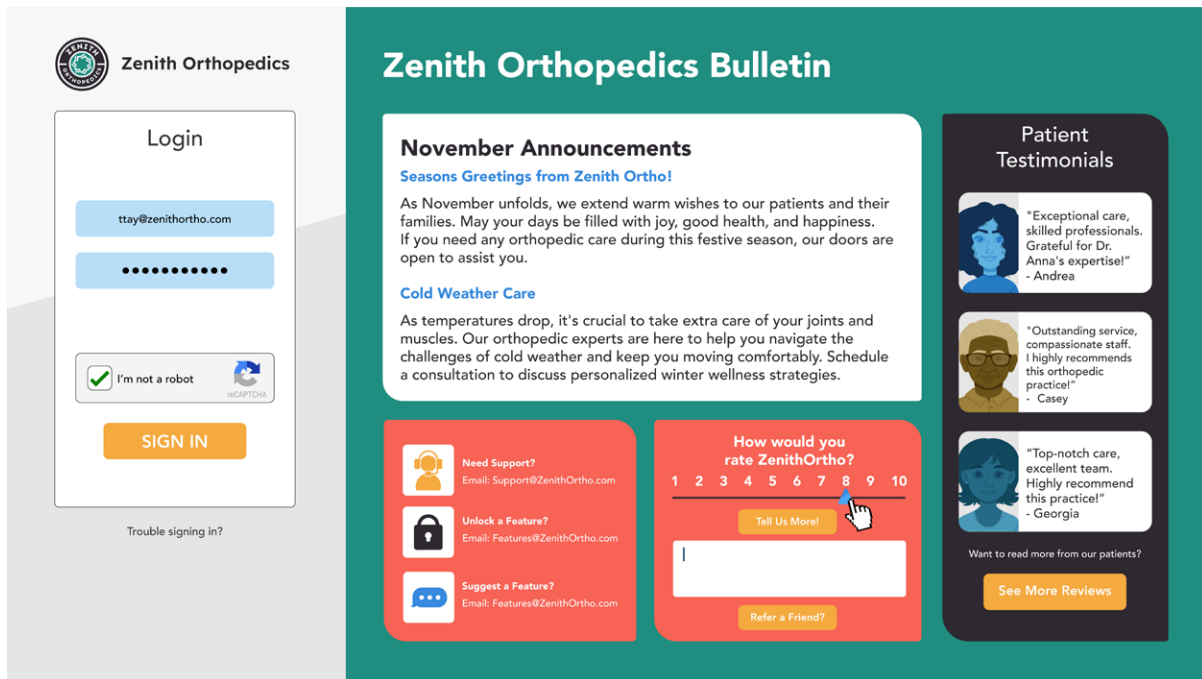 ZENITH
ORTHOPEDICS
Zenith Orthopedics
Login
ttay@zenithortho.com
I'm not a robot
reCAPTCHA
SIGN IN
Trouble signing in?
Zenith Orthopedics Bulletin
November Announcements
Seasons Greetings from Zenith Ortho!
As November unfolds, we extend warm wishes to our patients and their
families. May your days be filled with joy, good health, and happiness.
If you need any orthopedic care during this festive season, our doors are
open to assist you.
Cold Weather Care
As temperatures drop, it's crucial to take extra care of your joints and
muscles. Our orthopedic experts are here to help you navigate the
challenges of cold weather and keep you moving comfortably. Schedule
a consultation to discuss personalized winter wellness strategies.
Need Support?
Email: Support@ZenithOrtho.com
Unlock a Feature?
Email: Features@ZenithOrtho.com
Suggest a Feature?
Email: Features@ZenithOrtho.com
How would you
rate ZenithOrtho?
1 2 3 4 5 6 7 8 9 10
Tell Us More!
Refer a Friend?
Patient
Testimonials
"Exceptional care,
skilled professionals.
Grateful for Dr.
Anna's expertise!”
- Andrea
"Outstanding service,
compassionate staff.
I highly recommends
this orthopedic
practice!”
- Casey
“Top-notch care,
excellent team.
Highly recommend
this practice!”
- Georgia
Want to read more from our patients?
See More Reviews